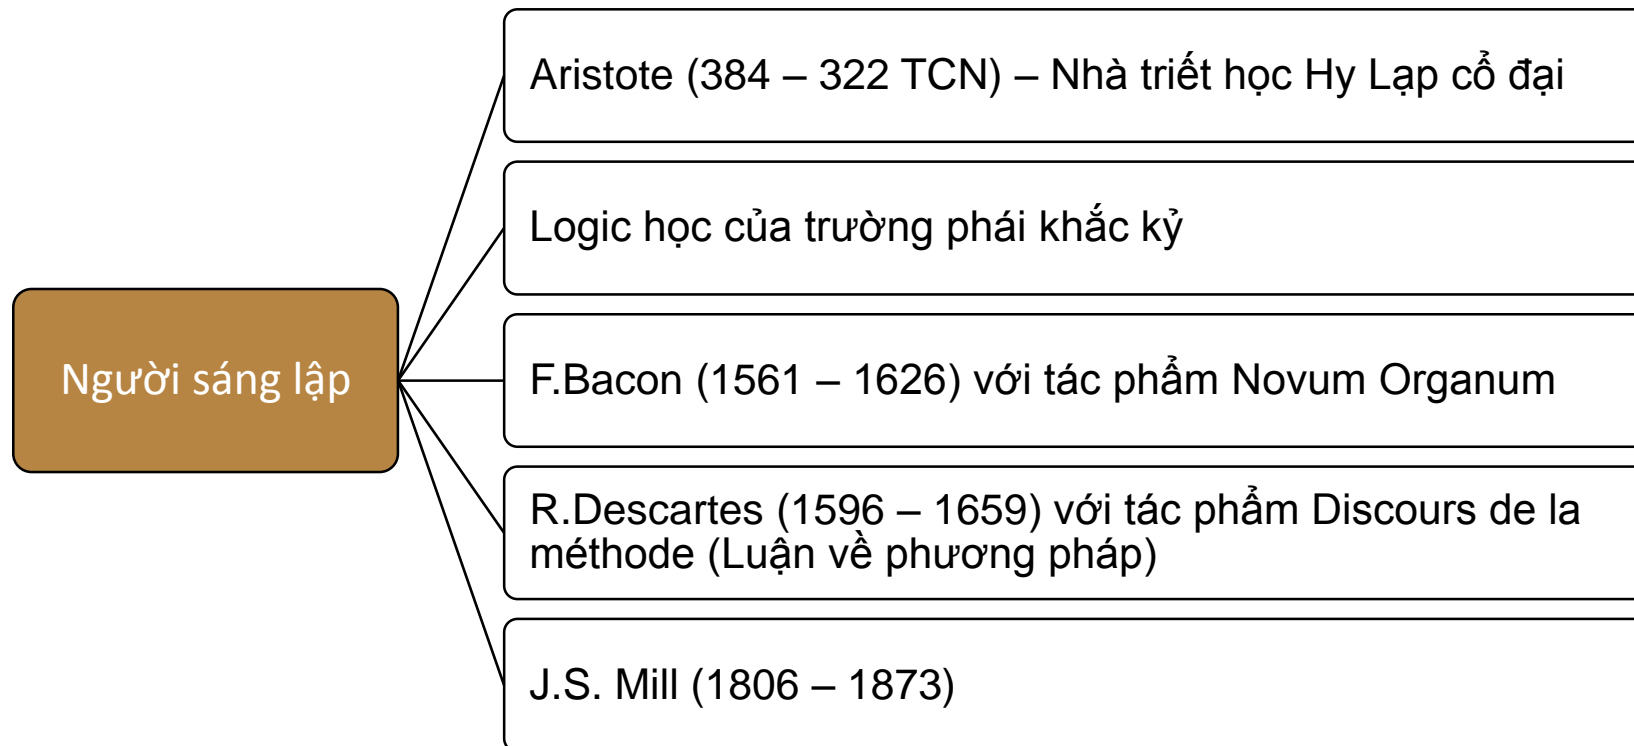 Aristote (384 – 322 TCN) – Nhà triết học Hy Lạp cổ đại
Logic học của trường phái khắc kỷ
Người sáng lập
F.Bacon (1561 – 1626) với tác phẩm Novum Organum
R.Descartes (1596 – 1659) với tác phẩm Discours de la
méthode (Luận về phương pháp)
J.S. Mill (1806 – 1873)